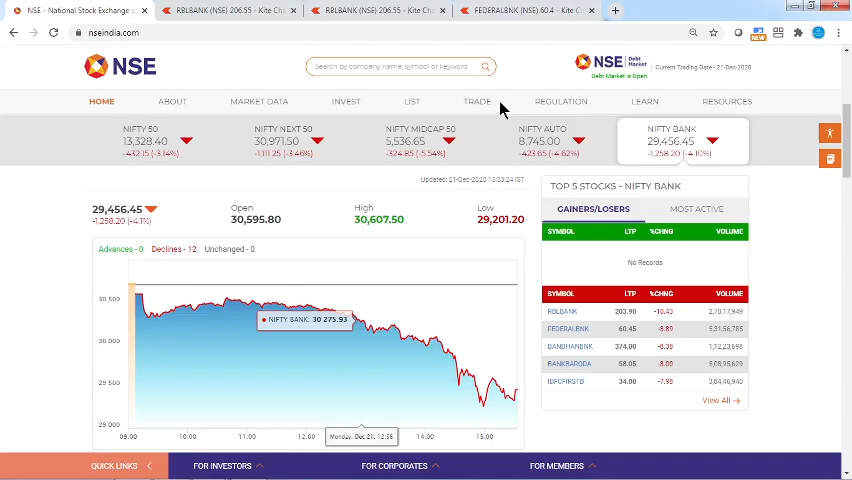 NSE - National Stock Exchange o
RBLBANK (NSE) 206.55 - Kite Cha
RBLBANK (NSE) 206.55 - Kite Cha
FEDERALBNK (NSE) 60.4 - Kite Ch
nseindia.com
NEW
NSE
Search by company name, symbol or keyword
NSE Debt Market
Debt Market is Open
Current Trading Date - 21-Dec-2020
HOME ABOUT MARKET DATA INVEST LIST TRADE REGULATION LEARN RESOURCES
NIFTY 50
13,328.40
-432.15 (-3.14%)
NIFTY NEXT 50
30,971.50
-1,111.25 (-3.46%)
NIFTY MIDCAP 50
5,536.65
-324.85 (-5.54%)
NIFTY AUTO
8,745.00
-423.65 (-4.62%)
NIFTY BANK
29,456.45
-1,258.20 (-4.10%)
Updated: 21-Dec-2020 15:33:24 IST
29,456.45
-1,258.20 (-4.1%)
Open
30,595.80
High
30,607.50
Low
29,201.20
Advances - 0 Declines - 12 Unchanged - 0
30 500
30 000
29 500
29 000
NIFTY BANK: 30 275.93
09:00 10:00 11:00 12:00 14:00 15:00
Monday, Dec 21, 12:56
TOP 5 STOCKS - NIFTY BANK
GAINERS/LOSERS MOST ACTIVE
SYMBOL LTP %CHNG VOLUME
No Records
SYMBOL LTP %CHNG VOLUME
RBLBANK 203.90 -10.43 2,70,17,949
FEDERALBNK 60.45 -8.89 5,31,56,785
BANDHANBNK 374.00 -8.38 1,12,23,698
BANKBARODA 58.05 -8.00 5,08,95,629
IDFCFIRSTB 34.00 -7.98 3,84,46,940
View All
QUICK LINKS FOR INVESTORS FOR CORPORATES FOR MEMBERS